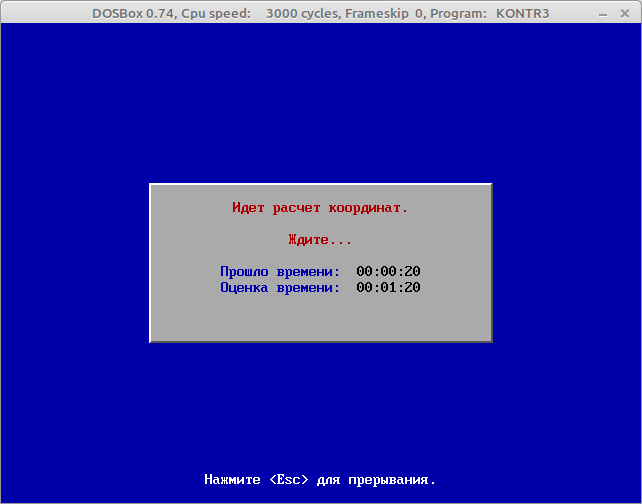 DOSBox 0.74, Cpu speed: 3000 cycles, Frameskip 0, Program: KONTR3
Идет расчет координат.
Ждите...
Прошло времени: 00:00:20
Оценка времени: 00:01:20
Нажмите <Esc> для прерывания.